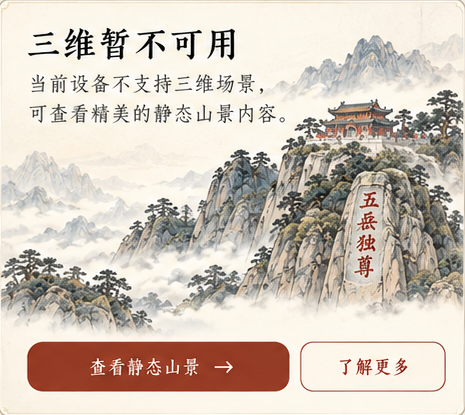 三维暂不可用
当前设备不支持三维场景，
可查看精美的静态山景内容。
五岳独尊
查看静态山景 →
了解更多